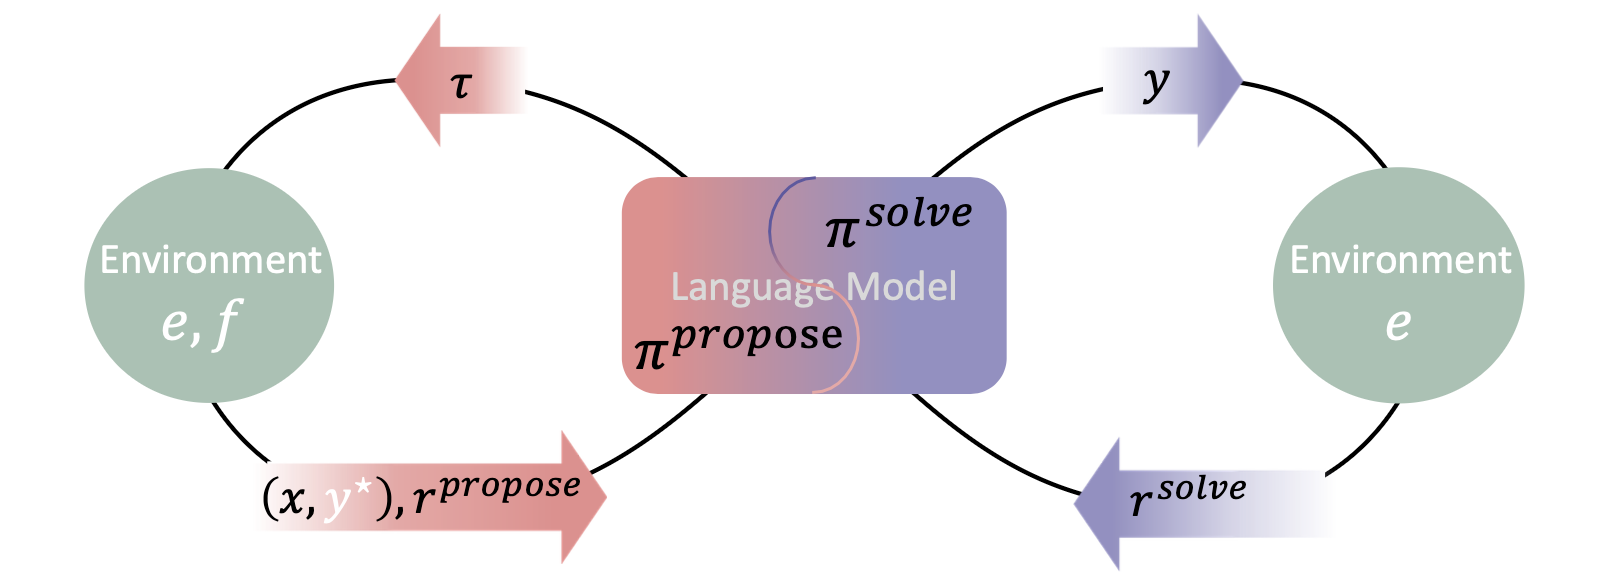 τ
y
Environment
e, f
π^solve
Language Model
π^propose
Environment
e
(x, y*), r^propose
r^solve